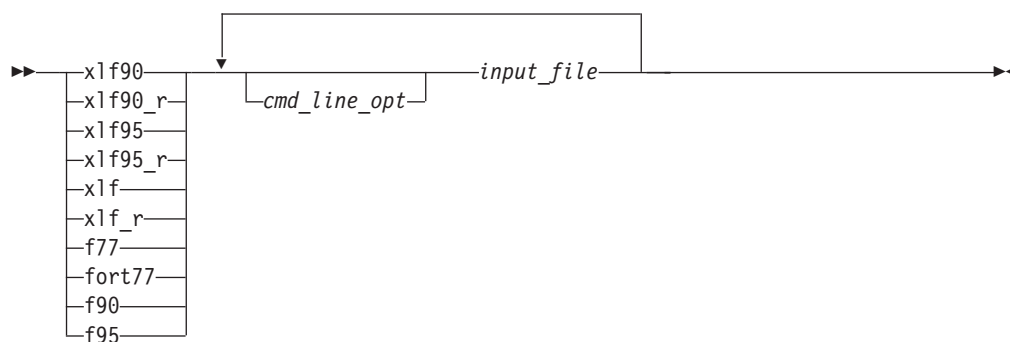 xlf90 input_file
xlf90_r cmd_line_opt
xlf95
xlf95_r
xlf
xlf_r
f77
fort77
f90
f95